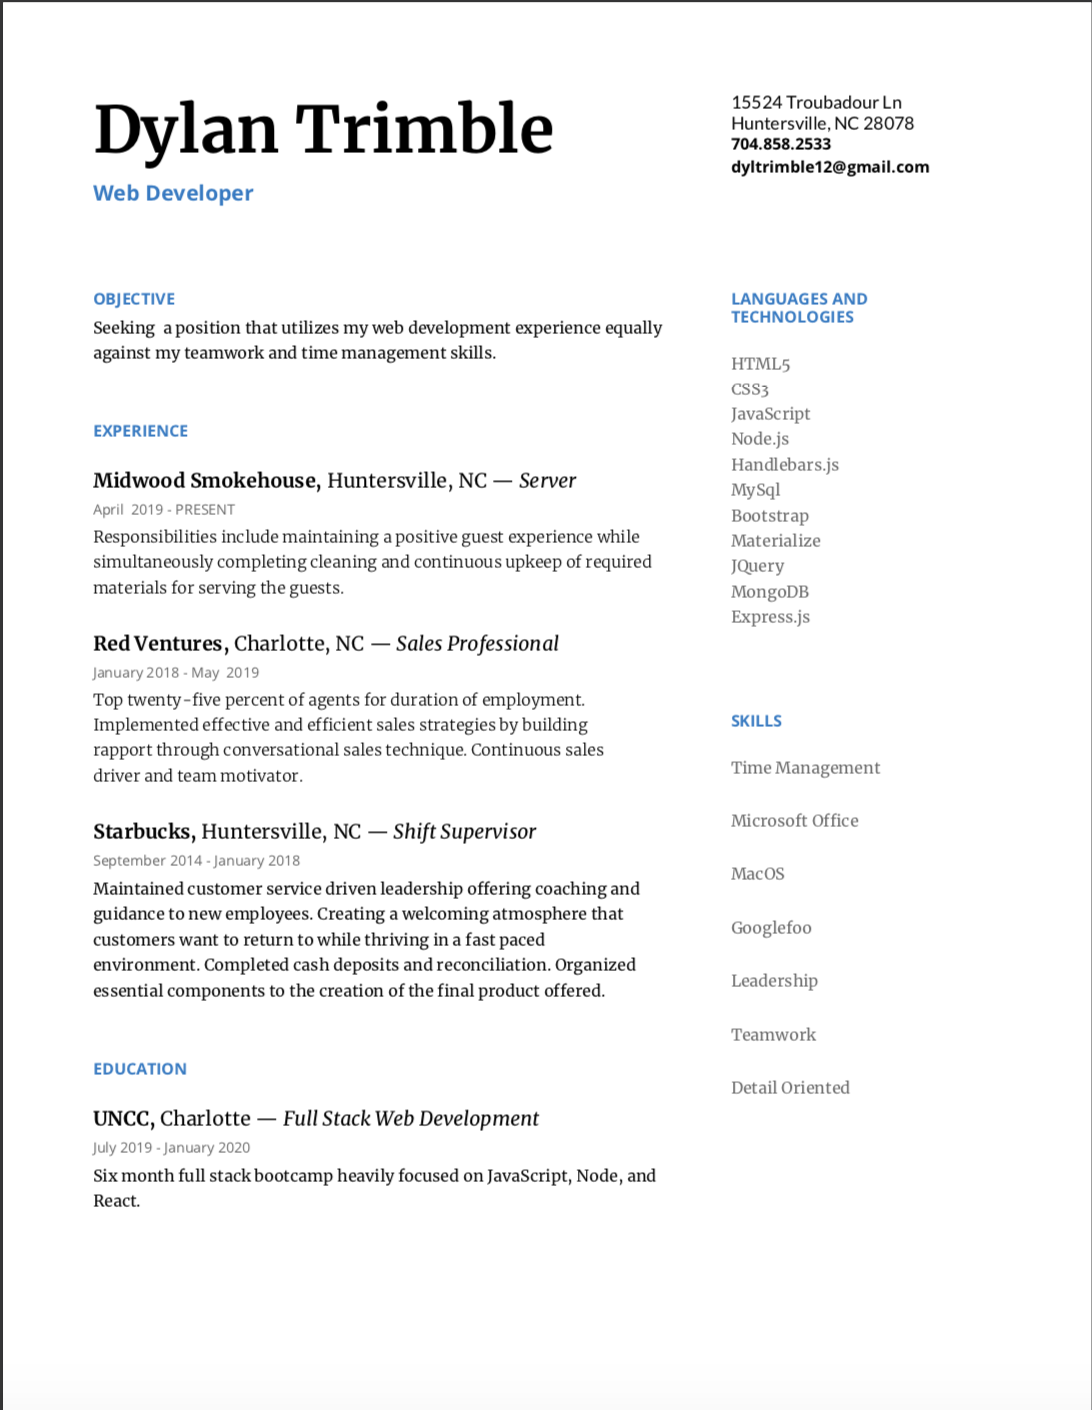 Dylan Trimble
Web Developer
15524 Troubadour Ln
Huntersville, NC 28078
704.858.2533
dyltrimble12@gmail.com
OBJECTIVE
Seeking  a position that utilizes my web development experience equally
against my teamwork and time management skills.
EXPERIENCE
Midwood Smokehouse, Huntersville, NC — Server
April  2019 - PRESENT
Responsibilities include maintaining a positive guest experience while
simultaneously completing cleaning and continuous upkeep of required
materials for serving the guests.
Red Ventures, Charlotte, NC — Sales Professional
January 2018 - May  2019
Top twenty-five percent of agents for duration of employment.
Implemented effective and efficient sales strategies by building
rapport through conversational sales technique. Continuous sales
driver and team motivator.
Starbucks, Huntersville, NC — Shift Supervisor
September 2014 - January 2018
Maintained customer service driven leadership offering coaching and
guidance to new employees. Creating a welcoming atmosphere that
customers want to return to while thriving in a fast paced
environment. Completed cash deposits and reconciliation. Organized
essential components to the creation of the final product offered.
EDUCATION
UNCC, Charlotte — Full Stack Web Development
July 2019 - January 2020
Six month full stack bootcamp heavily focused on JavaScript, Node, and
React.
LANGUAGES AND
TECHNOLOGIES
HTML5
CSS3
JavaScript
Node.js
Handlebars.js
MySql
Bootstrap
Materialize
JQuery
MongoDB
Express.js
SKILLS
Time Management
Microsoft Office
MacOS
Googlefoo
Leadership
Teamwork
Detail Oriented